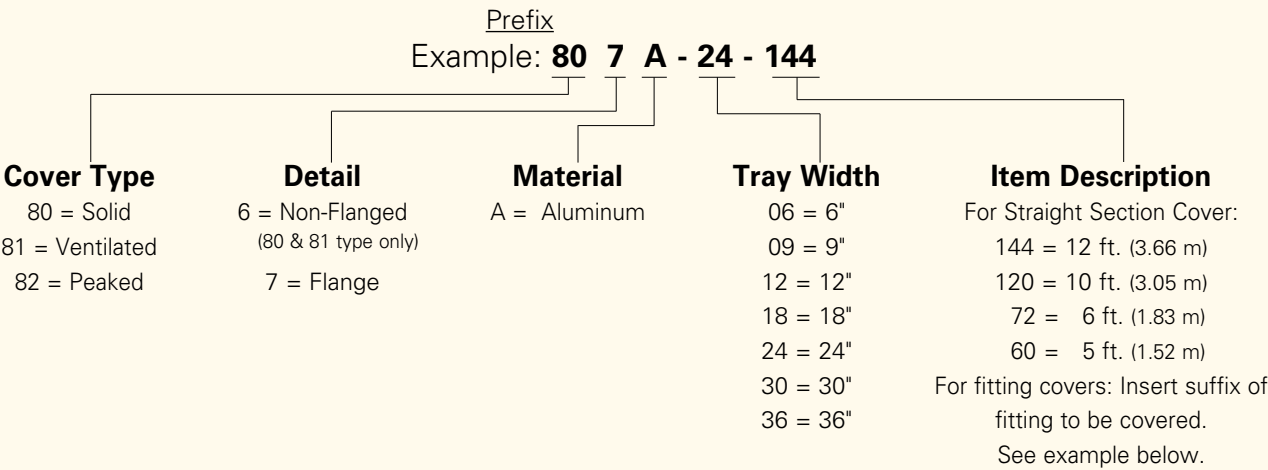 Prefix
Example: 80 7 A - 24 - 144
Cover Type
80 = Solid
81 = Ventilated
82 = Peaked
Detail
6 = Non-Flanged
(80 & 81 type only)
7 = Flange
Material
A = Aluminum
Tray Width
06 = 6"
09 = 9"
12 = 12"
18 = 18"
24 = 24"
30 = 30"
36 = 36"
Item Description
For Straight Section Cover:
144 = 12 ft. (3.66 m)
120 = 10 ft. (3.05 m)
72 = 6 ft. (1.83 m)
60 = 5 ft. (1.52 m)
For fitting covers: Insert suffix of
fitting to be covered.
See example below.